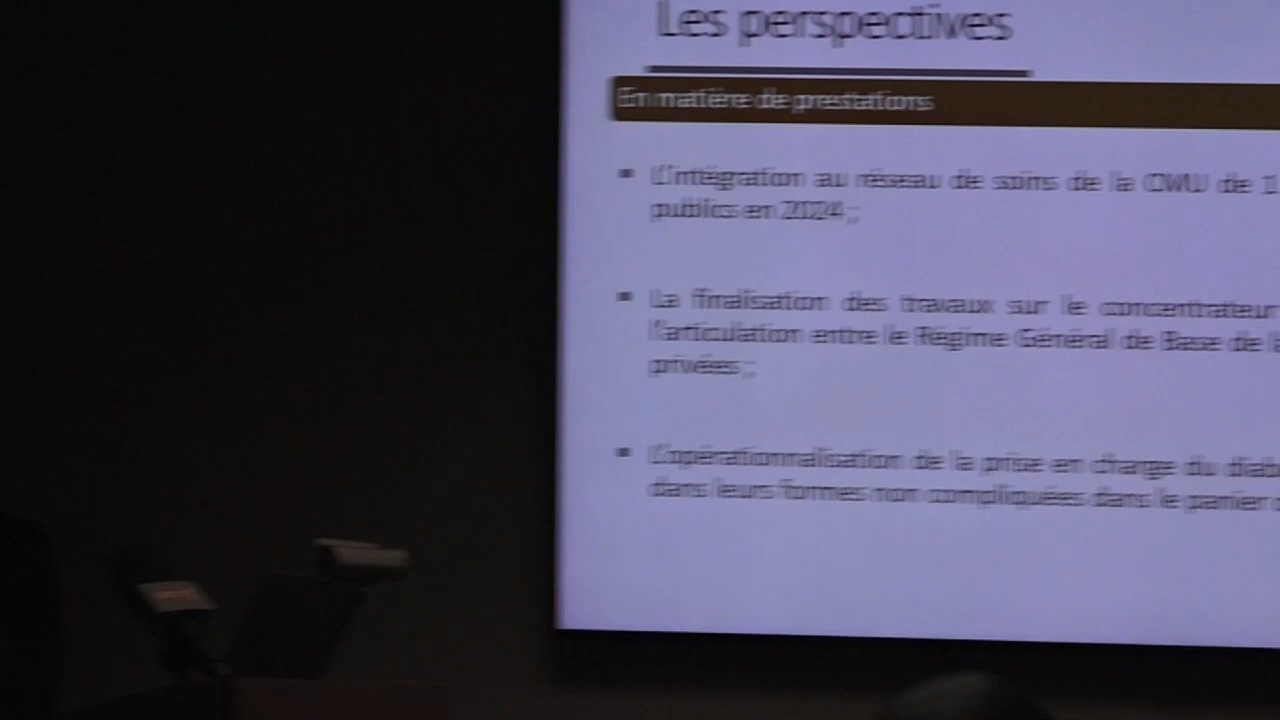 Les perspectives
En matière de prestations
L'intégration au réseau de soins de la CMU de
publics en 2024 ;
La finalisation des travaux sur le concentrateur
l'articulation entre le Régime Général de Base de
privées ;
L'opérationnalisation de la prise en charge du
dans leurs formes non compliquées dans le panier